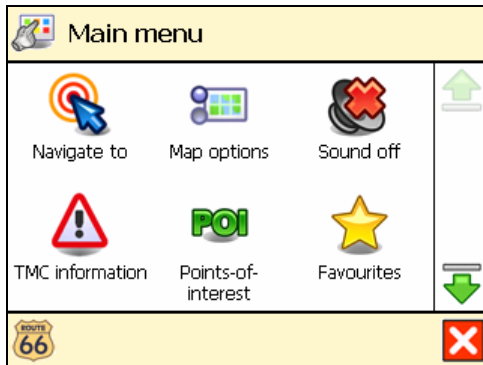 Main menu
Navigate to
Map options
Sound off
TMC information
POI
Points-of-
interest
Favourites
ROUTE
66